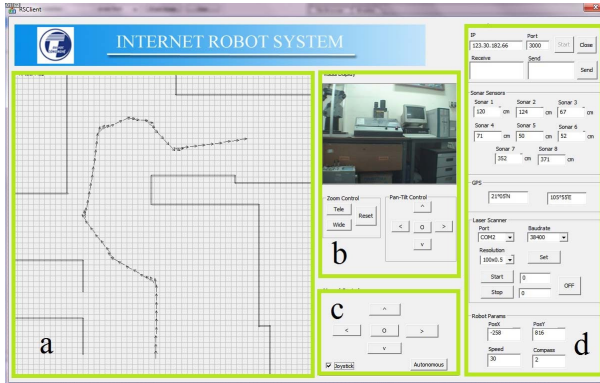 RSClient
INTERNET ROBOT SYSTEM
a
Zoom Control
Tele
Wide
Reset
Pan-Tilt Control
^
< O >
v
b
c
^
< O >
v
Joystick
Autonomous
IP
Port
123.30.182.66
3000
Start
Close
Receive
Send
Send
Sonar Sensors
Sonar 1
Sonar 2
Sonar 3
120 cm
124 cm
67 cm
Sonar 4
Sonar 5
Sonar 6
71 cm
50 cm
52 cm
Sonar 7
Sonar 8
352 cm
371 cm
GPS
21°05'N
105°55'E
Laser Scanner
Port
Baudrate
COM2
38400
Resolution
100x0.5
Set
Start
0
Stop
0
OFF
Robot Params
PosX
PosY
-258
816
Speed
Compass
30
2
d